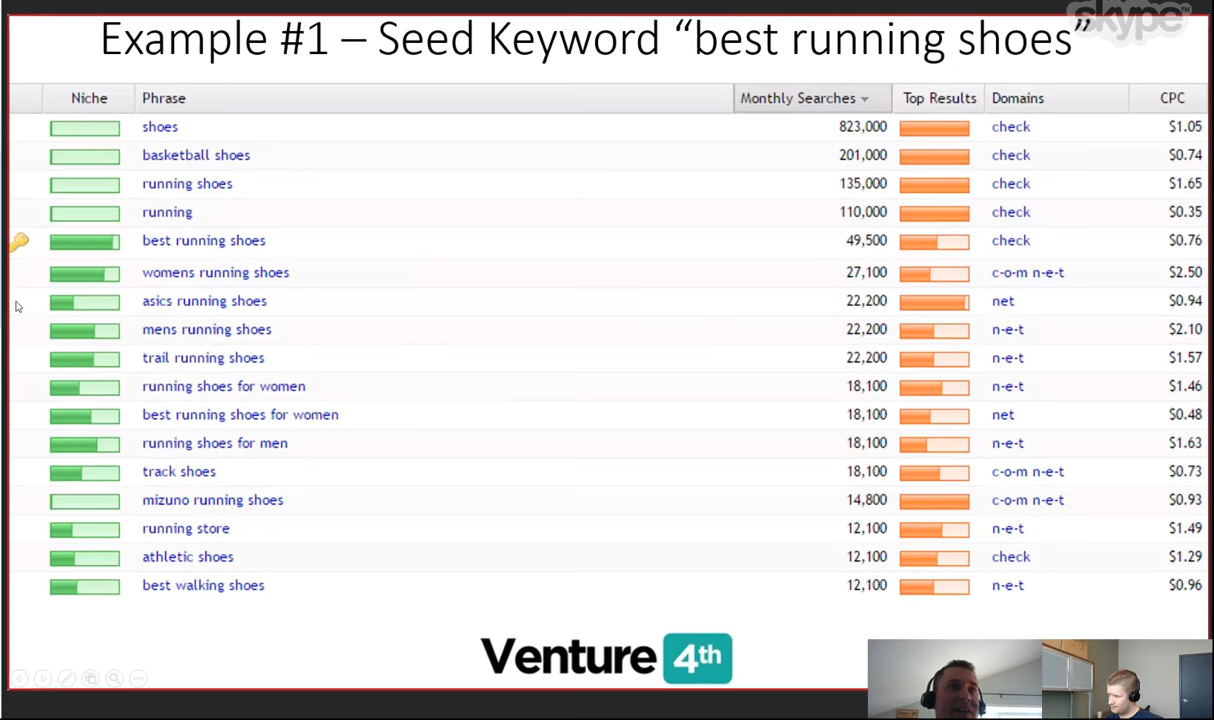 skype™
Example #1 – Seed Keyword “best running shoes”
Niche Phrase Monthly Searches Top Results Domains CPC
shoes 823,000 check $1.05
basketball shoes 201,000 check $0.74
running shoes 135,000 check $1.65
running 110,000 check $0.35
best running shoes 49,500 check $0.76
womens running shoes 27,100 c-o-m n-e-t $2.50
asics running shoes 22,200 net $0.94
mens running shoes 22,200 n-e-t $2.10
trail running shoes 22,200 n-e-t $1.57
running shoes for women 18,100 n-e-t $1.46
best running shoes for women 18,100 net $0.48
running shoes for men 18,100 n-e-t $1.63
track shoes 18,100 c-o-m n-e-t $0.73
mizuno running shoes 14,800 c-o-m n-e-t $0.93
running store 12,100 n-e-t $1.49
athletic shoes 12,100 check $1.29
best walking shoes 12,100 n-e-t $0.96
Venture 4th